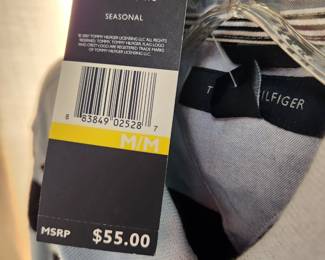 SEASONAL
© 2017 TOMMY HILFIGER LICENSING LLC ALL RIGHTS
RESERVED. TOMMY, TOMMY HILFIGER, FLAG LOGO
AND CREST LOGO ARE REGISTERED TRADE MARKS
OF TOMMY HILFIGER LICENSING LLC.
T HILFIGER
8 83849 02528 7
M/M
MSRP $55.00